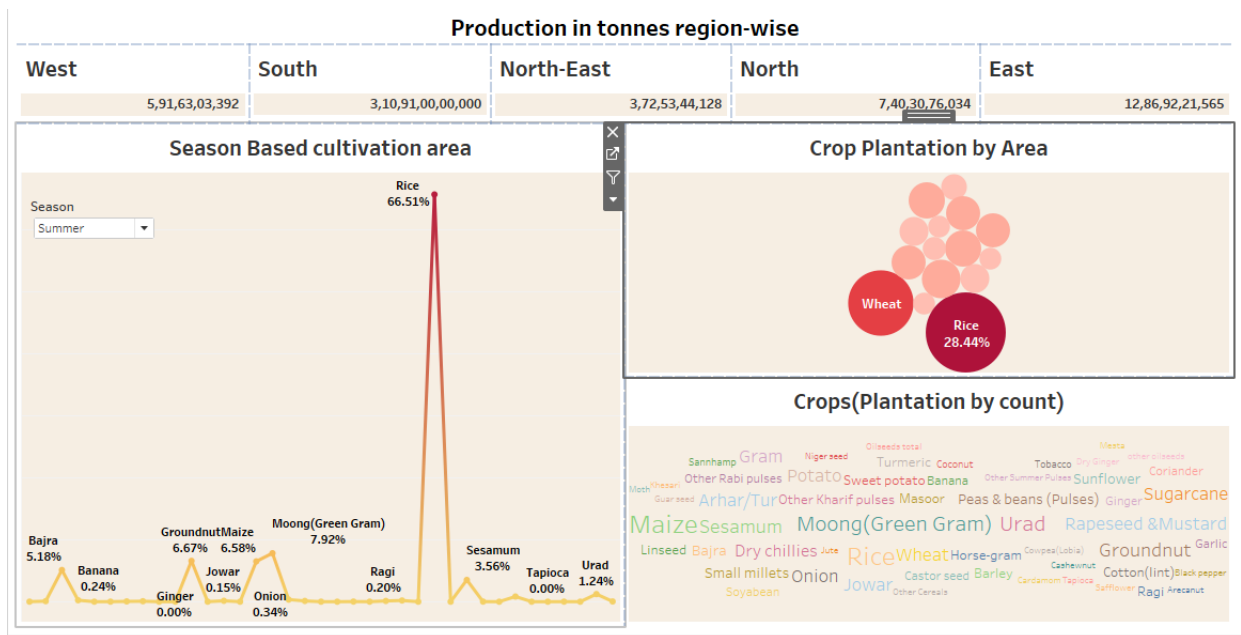 Production in tonnes region-wise
West South North-East North East
5,91,63,03,392 3,10,91,00,00,000 3,72,53,44,128 7,40,30,76,034 12,86,92,21,565
Season Based cultivation area
Season
Summer
Rice
66.51%
Bajra
5.18%
Banana
0.24%
Groundnut
6.67%
Maize
6.58%
Ginger
0.00%
Jowar
0.15%
Moong(Green Gram)
7.92%
Onion
0.34%
Ragi
0.20%
Sesamum
3.56%
Tapioca
0.00%
Urad
1.24%
Crop Plantation by Area
Wheat
Rice
28.44%
Crops(Plantation by count)
Oilseeds total Mesta
Sannhamp Gram Niger seed Turmeric Coconut Tobacco Dry Ginger other oilseeds
Coriander
Other Rabi pulses Potato Sweet potato Banana Other Summer Pulses Sunflower
Moth Khesari
Guar seed Arhar/Tur Other Kharif pulses Masoor Peas & beans (Pulses) Ginger Sugarcane
Maize Sesamum Moong(Green Gram) Urad Rapeseed &Mustard
Linseed Bajra Dry chillies Jute Rice Wheat Horse-gram Cowpea(Lobia) Groundnut Garlic
Cashewnut
Small millets Onion Castor seed Barley Cotton(lint) Black pepper
Cardamom Tapioca
Soyabean Jowar Other Cereals Safflower Ragi Arecanut